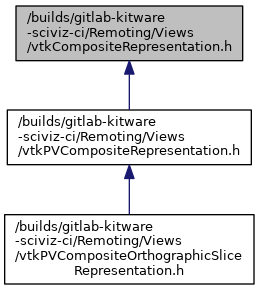 /builds/gitlab-kitware
-sciviz-ci/Remoting/Views
/vtkCompositeRepresentation.h
/builds/gitlab-kitware
-sciviz-ci/Remoting/Views
/vtkPVCompositeRepresentation.h
/builds/gitlab-kitware
-sciviz-ci/Remoting/Views
/vtkPVCompositeOrthographicSlice
Representation.h